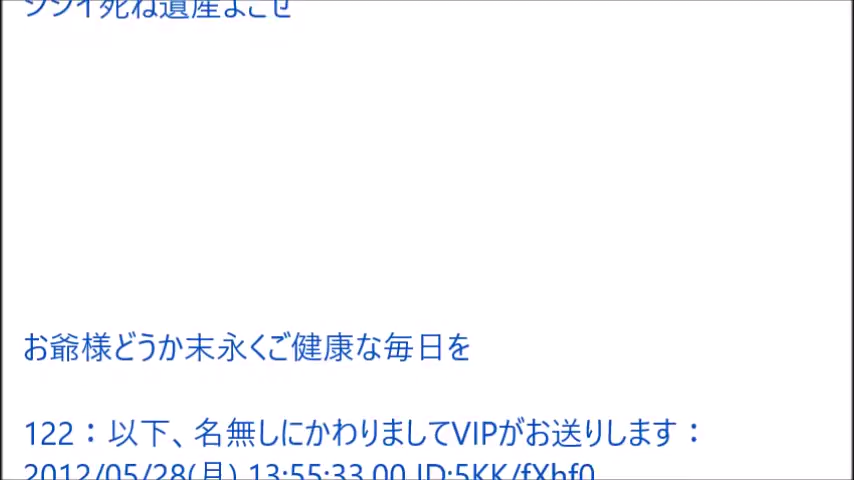 ジジイ死ね遺産よこせ
お爺様どうか末永くご健康な毎日を
122 : 以下、名無しにかわりましてVIPがお送りします :
2012/05/28(月) 13:55:33.00 ID:5KK/fXhf0